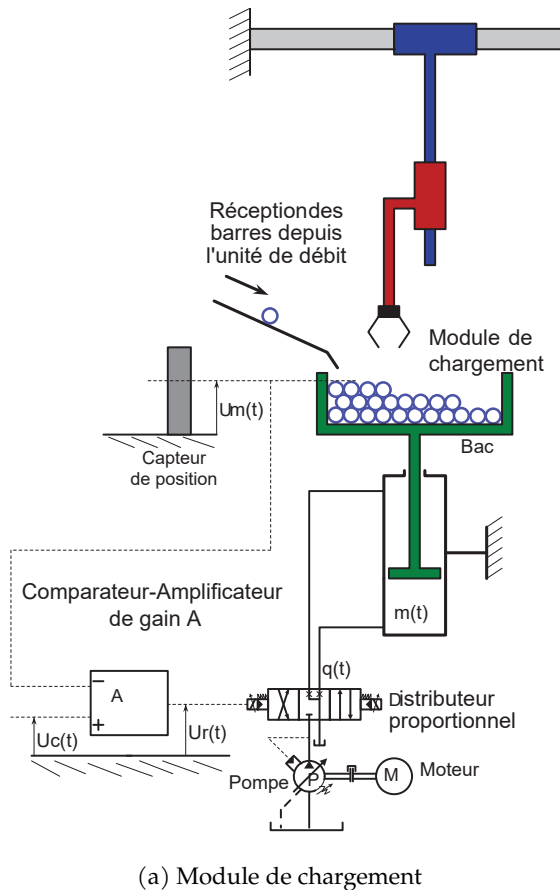 Réceptiondes
barres depuis
l'unité de débit
Module de
chargement
Um(t)
Bac
Capteur
de position
Comparateur-Amplificateur
de gain A
m(t)
q(t)
A
−
+
Distributeur
proportionnel
Uc(t)
Ur(t)
Pompe
P
M
Moteur
(a) Module de chargement